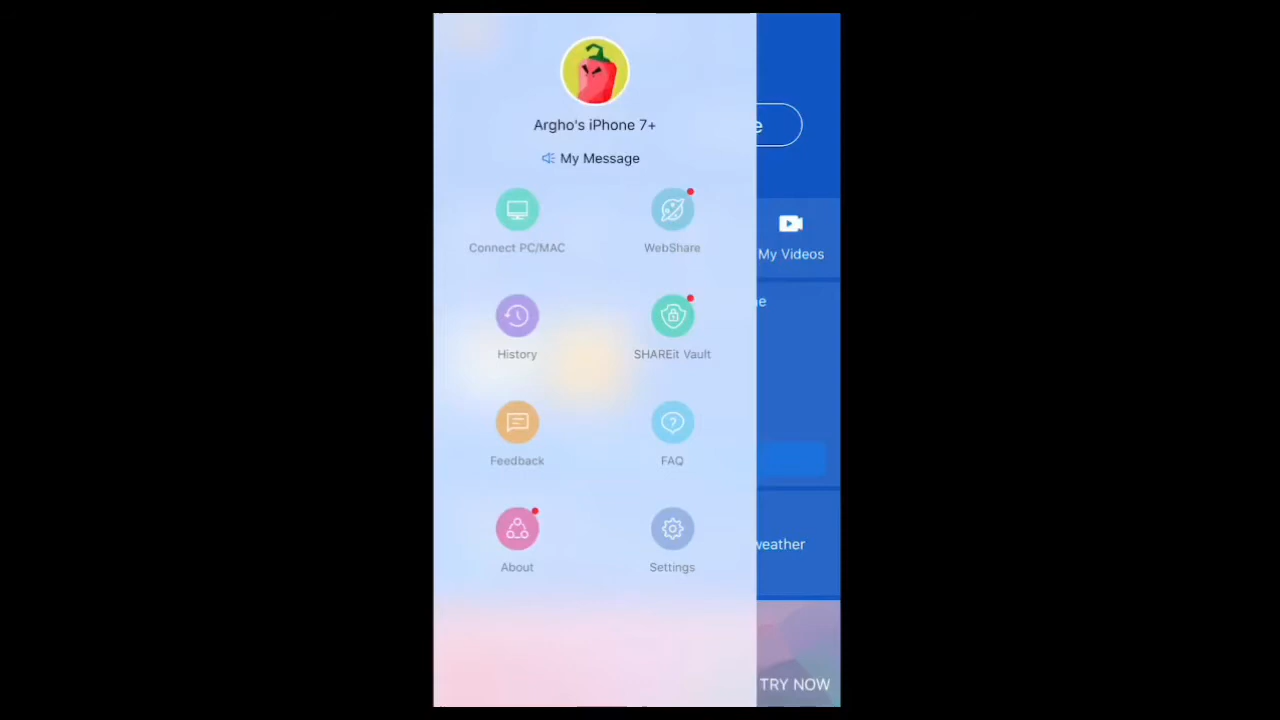 Argho's iPhone 7+
My Message
Connect PC/MAC
WebShare
My Videos
History
SHAREit Vault
Feedback
FAQ
weather
About
Settings
TRY NOW